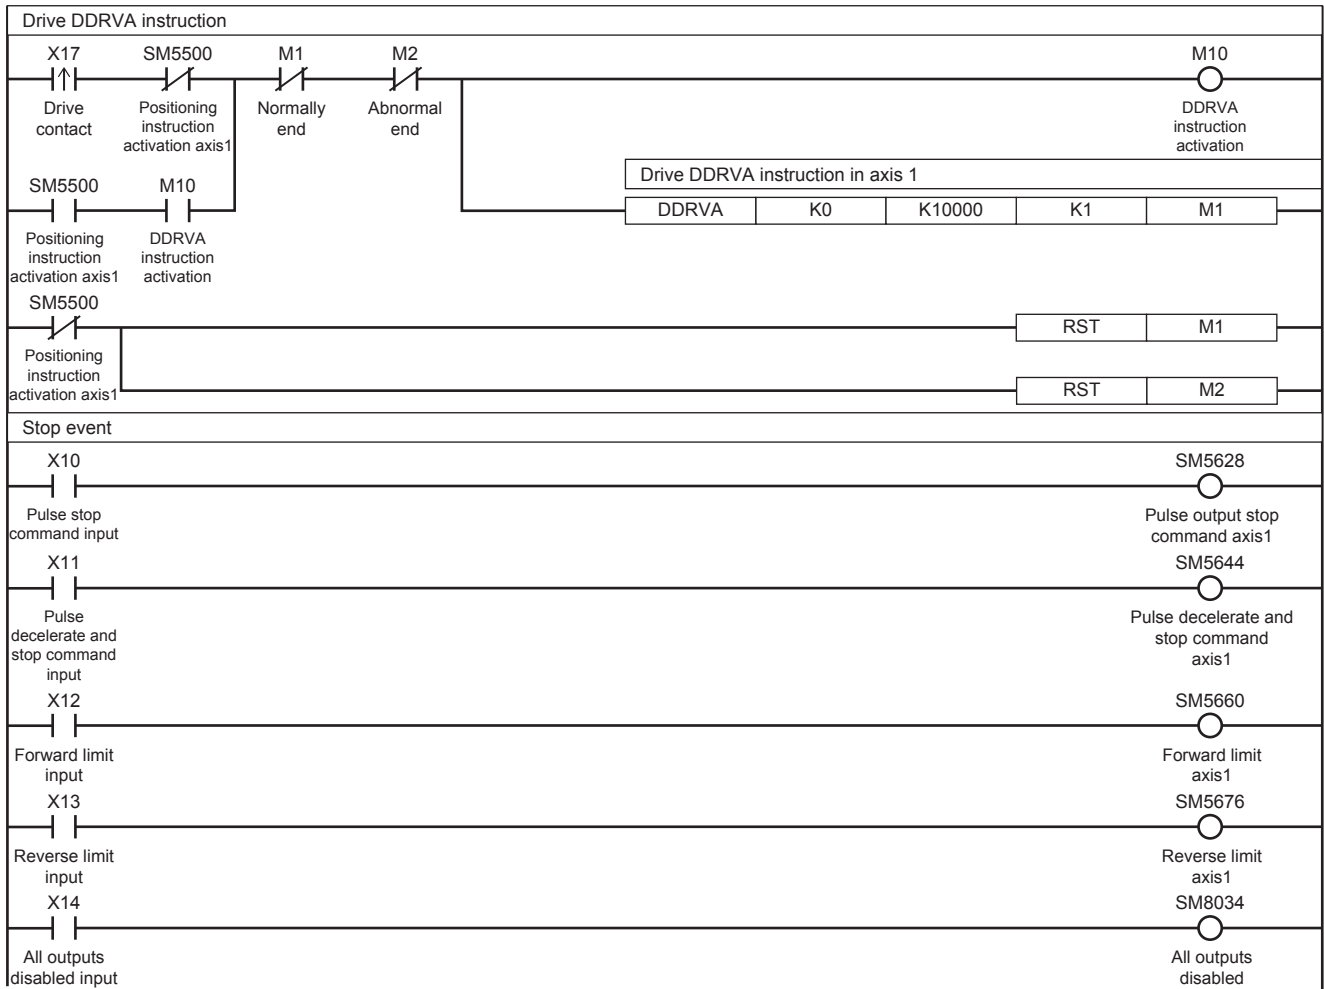 Drive DDRVA instruction
X17 SM5500 M1 M2 M10
Drive contact
Positioning instruction activation axis1
Normally end
Abnormal end
DDRVA instruction activation
Drive DDRVA instruction in axis 1
SM5500 M10
DDRVA K0 K10000 K1 M1
Positioning instruction activation axis1
DDRVA instruction activation
SM5500
RST M1
Positioning instruction activation axis1
RST M2
Stop event
X10 SM5628
Pulse stop command input
Pulse output stop command axis1
X11 SM5644
Pulse decelerate and stop command input
Pulse decelerate and stop command axis1
X12 SM5660
Forward limit input
Forward limit axis1
X13 SM5676
Reverse limit input
Reverse limit axis1
X14 SM8034
All outputs disabled input
All outputs disabled